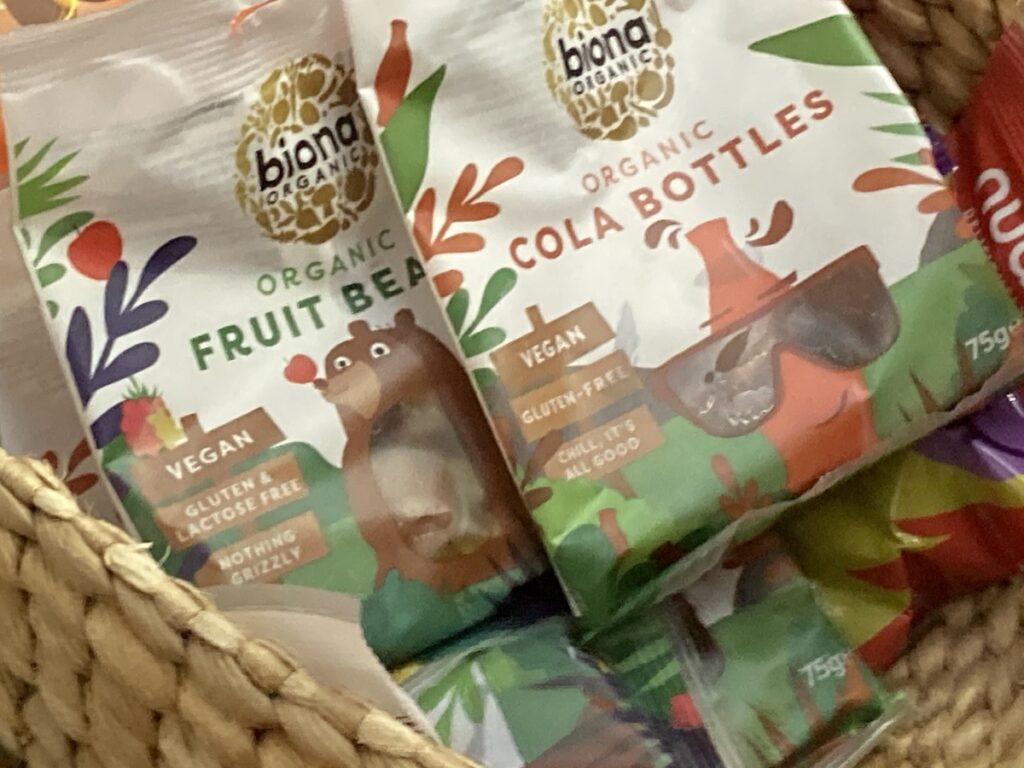 biona
ORGANIC
ORGANIC
FRUIT BEA
VEGAN
GLUTEN &
LACTOSE FREE
NOTHING
GRIZZLY
biona
ORGANIC
ORGANIC
COLA BOTTLES
VEGAN
GLUTEN-FREE
CHILL, IT'S
ALL GOOD
75g
75g